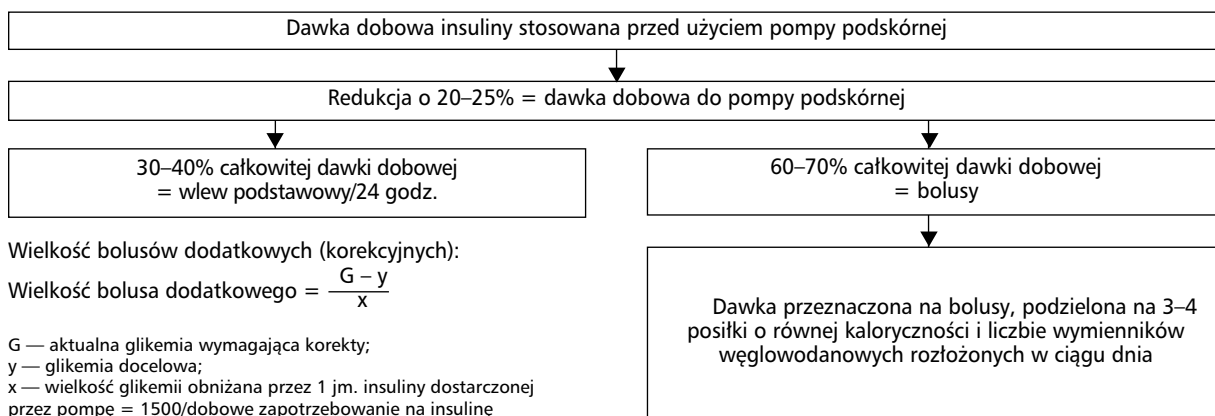 Dawka dobowa insuliny stosowana przed użyciem pompy podskórnej
Redukcja o 20–25% = dawka dobowa do pompy podskórnej
30–40% całkowitej dawki dobowej
= wlew podstawowy/24 godz.
60–70% całkowitej dawki dobowej
= bolusy
Wielkość bolusów dodatkowych (korekcyjnych):
Wielkość bolusa dodatkowego = G – y
x
G — aktualna glikemia wymagająca korekty;
y — glikemia docelowa;
x — wielkość glikemii obniżana przez 1 jm. insuliny dostarczonej
przez pompę = 1500/dobowe zapotrzebowanie na insulinę
Dawka przeznaczona na bolusy, podzielona na 3–4
posiłki o równej kaloryczności i liczbie wymienników
węglowodanowych rozłożonych w ciągu dnia